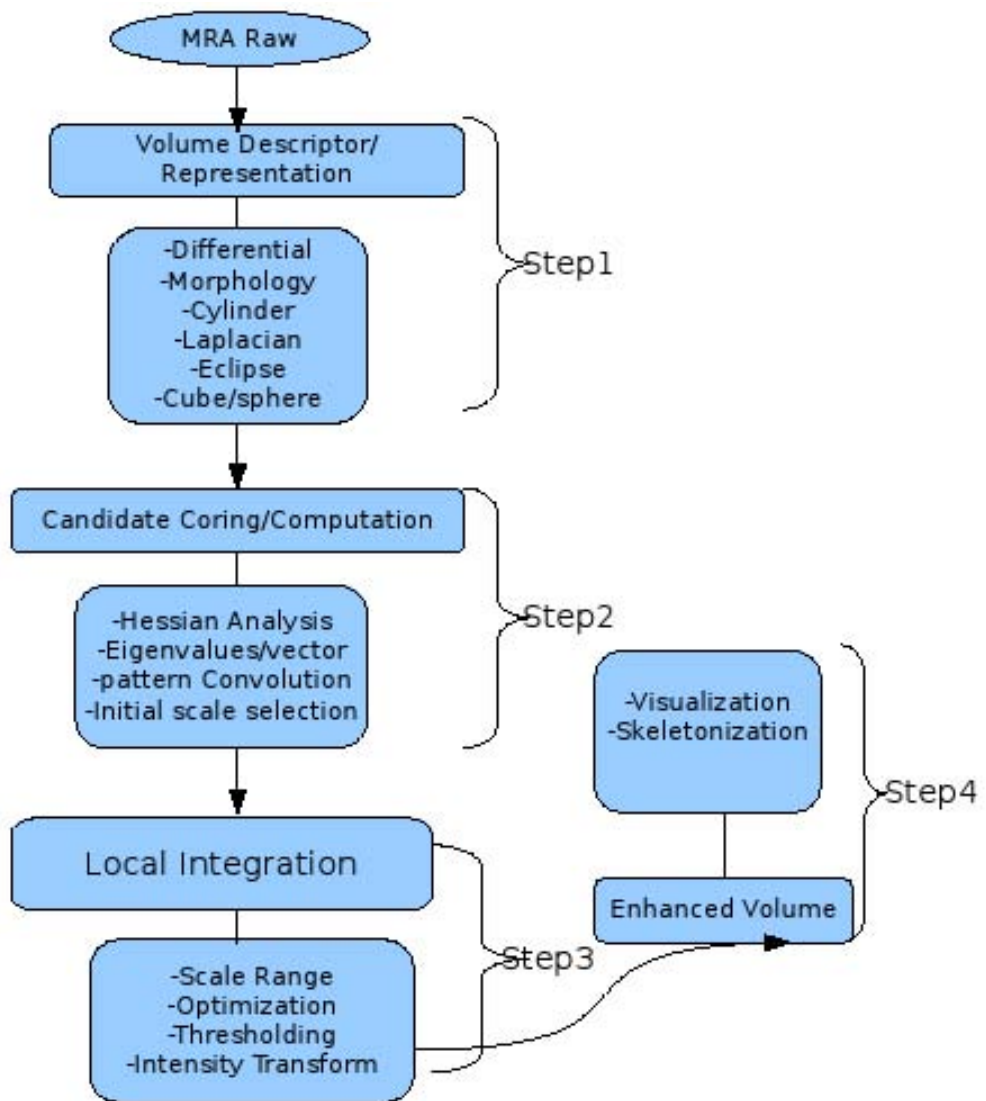 MRA Raw
Volume Descriptor/
Representation
-Differential
-Morphology
-Cylinder
-Laplacian
-Eclipse
-Cube/sphere
Step1
Candidate Coring/Computation
-Hessian Analysis
-Eigenvalues/vector
-pattern Convolution
-Initial scale selection
Step2
Local Integration
-Scale Range
-Optimization
-Thresholding
-Intensity Transform
Step3
-Visualization
-Skeletonization
Enhanced Volume
Step4